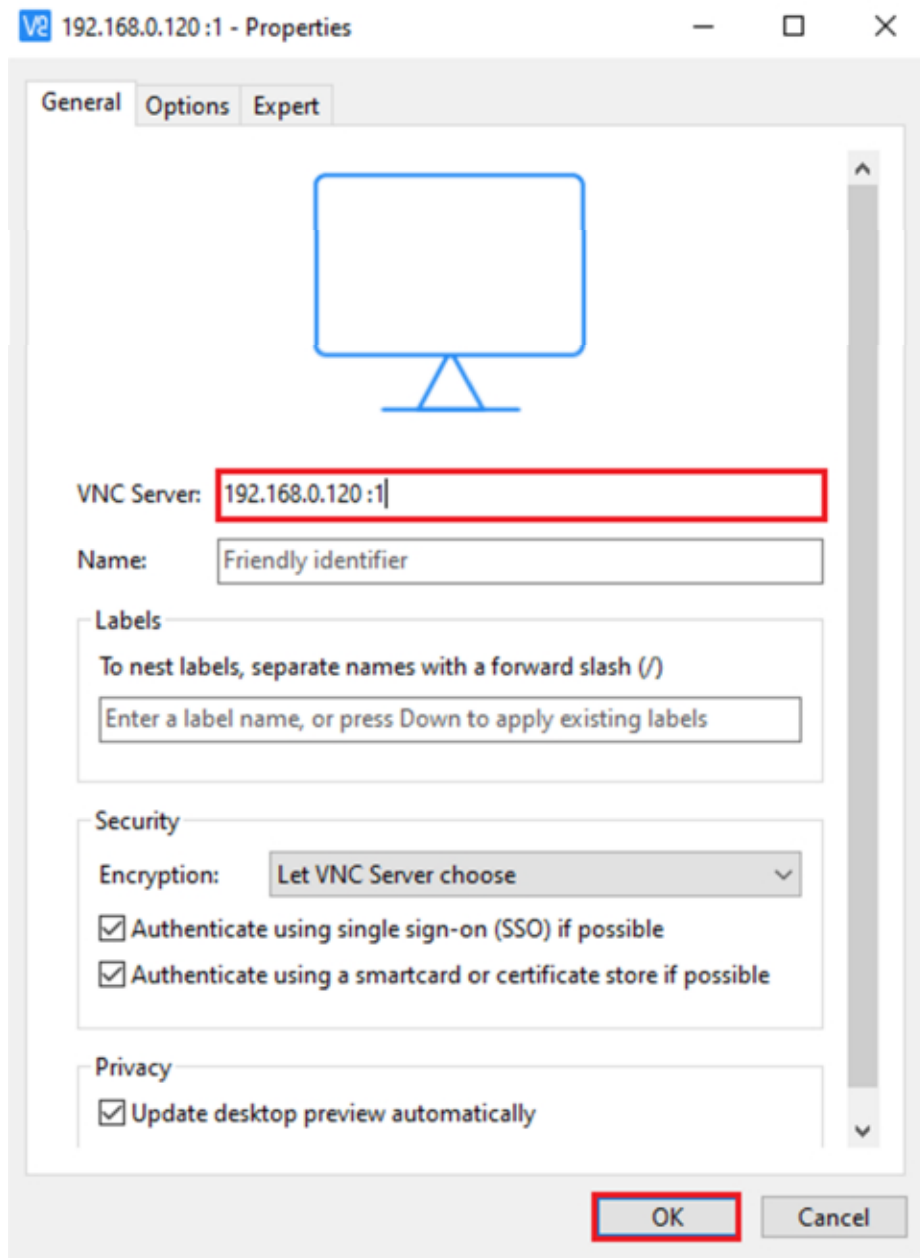 192.168.0.120 :1 - Properties
General Options Expert
VNC Server: 192.168.0.120 :1
Name: Friendly identifier
Labels
To nest labels, separate names with a forward slash (/)
Enter a label name, or press Down to apply existing labels
Security
Encryption: Let VNC Server choose
Authenticate using single sign-on (SSO) if possible
Authenticate using a smartcard or certificate store if possible
Privacy
Update desktop preview automatically
OK Cancel